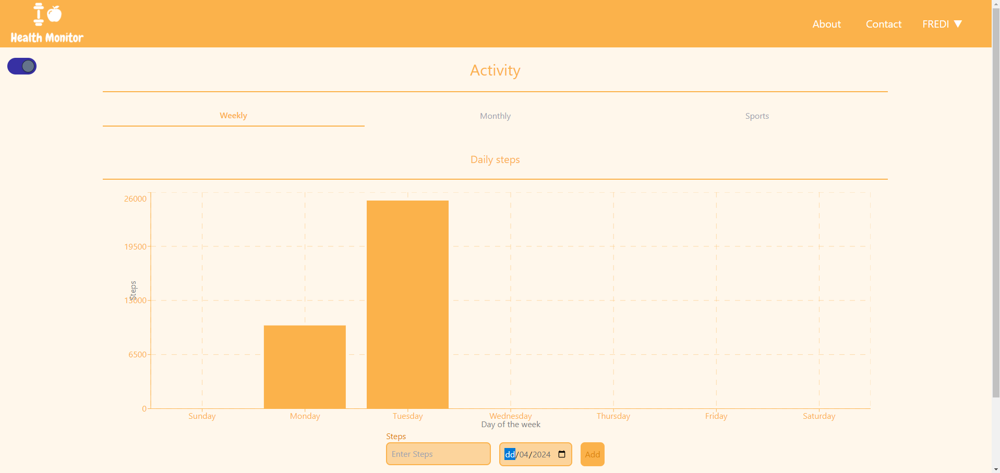 Health Monitor
About Contact FREDI ▼
Activity
Weekly Monthly Sports
Daily steps
26000
19500
Steps
13000
6500
0
Sunday Monday Tuesday Wednesday Thursday Friday Saturday
Day of the week
Steps
Enter Steps dd/04/2024 Add